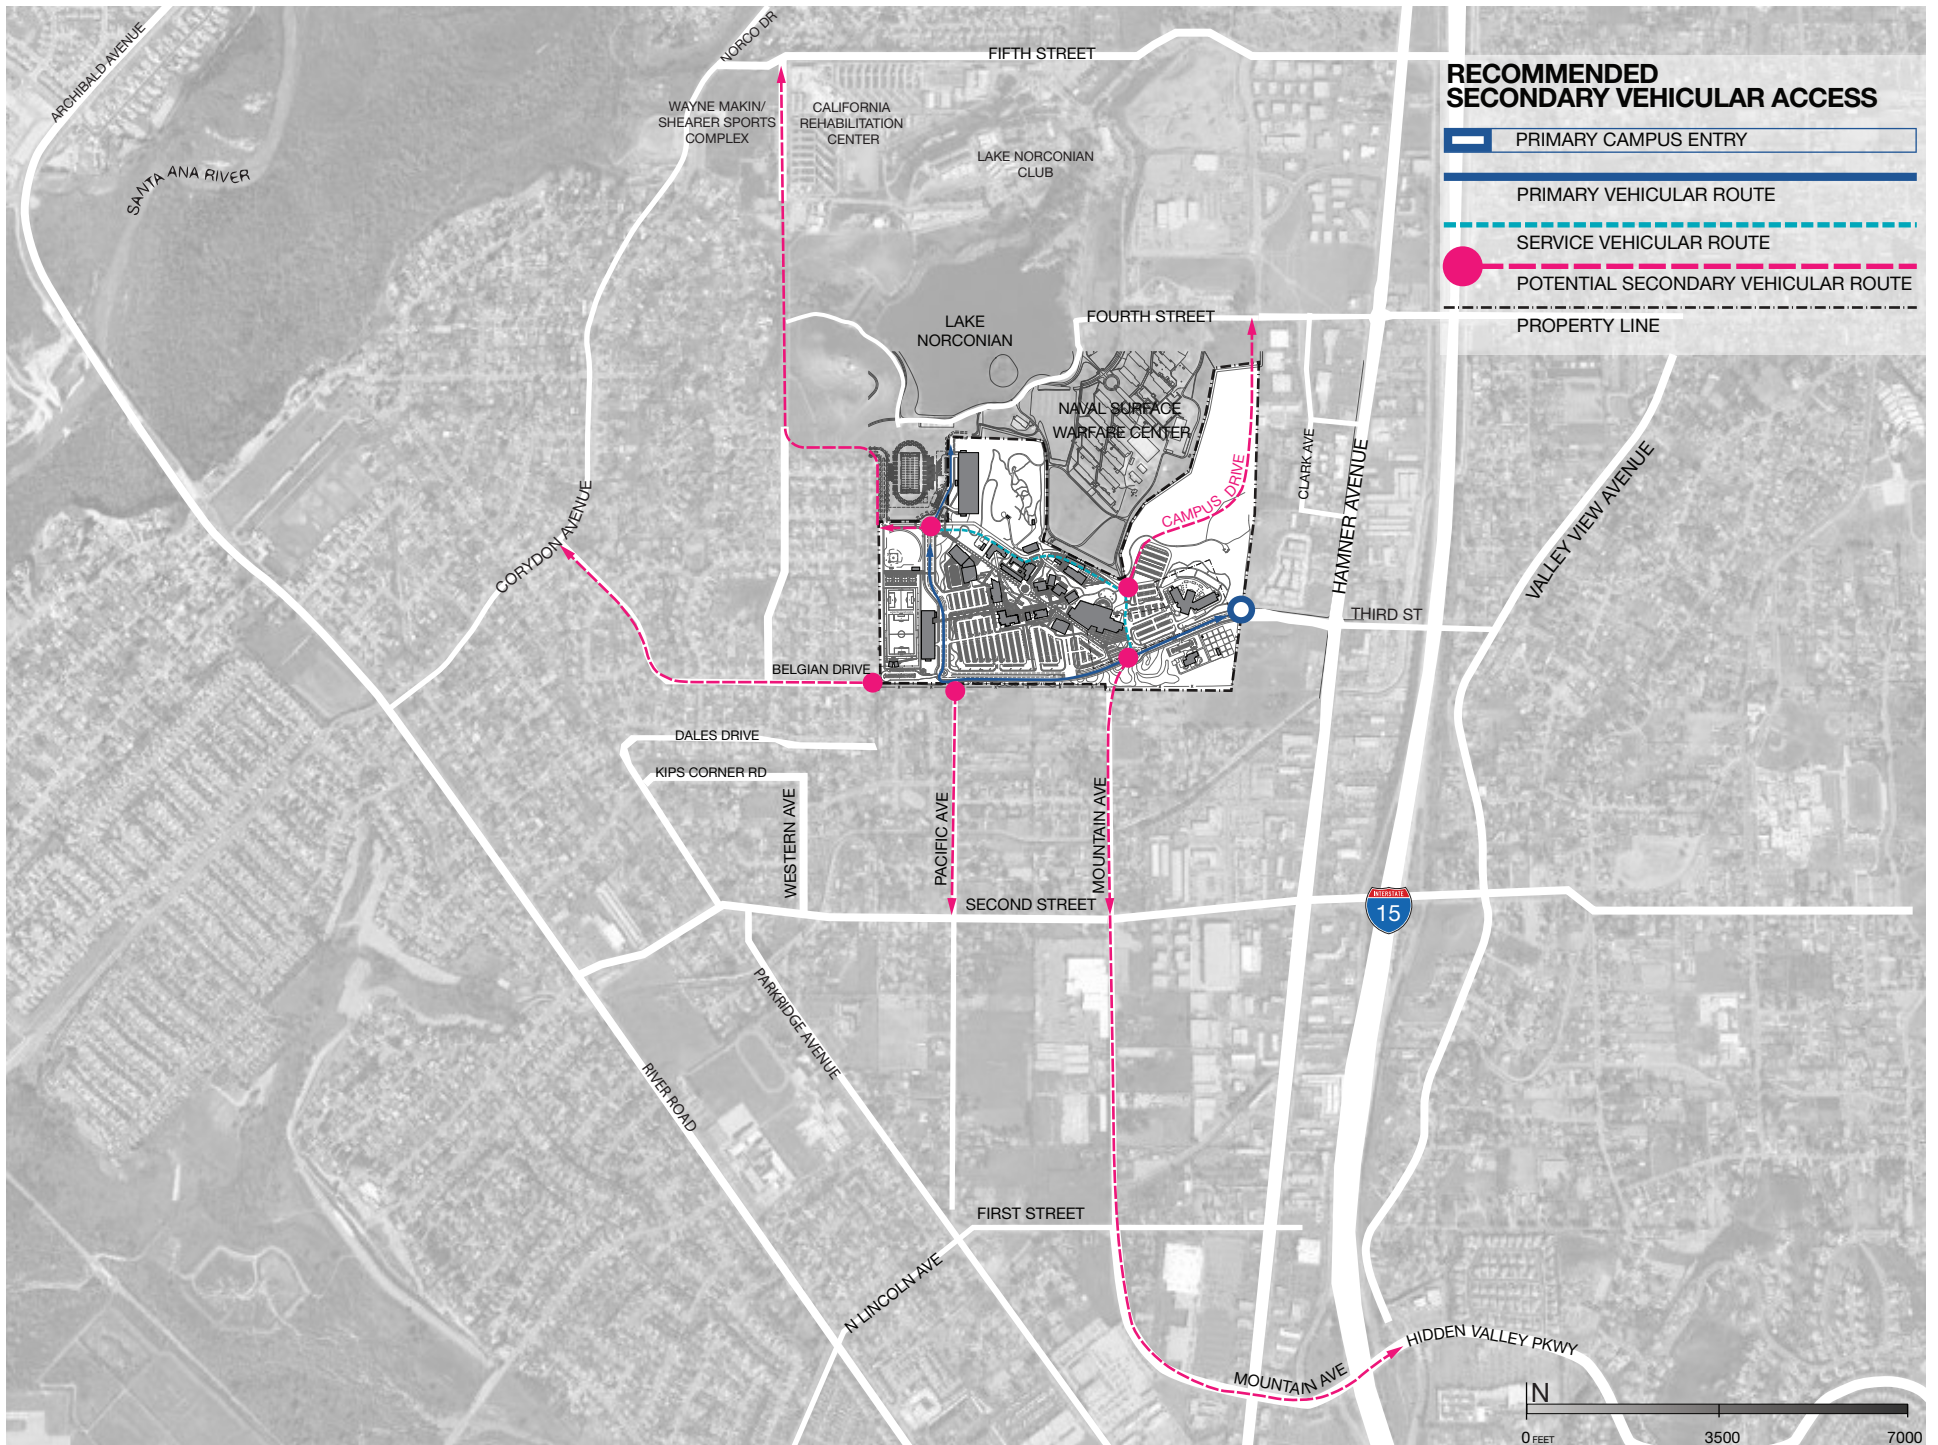 ARCHIBALD AVENUE
NORCO DR
FIFTH STREET
RECOMMENDED
SECONDARY VEHICULAR ACCESS
PRIMARY CAMPUS ENTRY
PRIMARY VEHICULAR ROUTE
SERVICE VEHICULAR ROUTE
POTENTIAL SECONDARY VEHICULAR ROUTE
PROPERTY LINE
WAYNE MAKIN/
SHEARER SPORTS
COMPLEX
CALIFORNIA
REHABILITATION
CENTER
LAKE NORCONIAN
CLUB
SANTA ANA RIVER
LAKE
NORCONIAN
FOURTH STREET
NAVAL SURFACE
WARFARE CENTER
CAMPUS DRIVE
CLARK AVE
HAMNER AVENUE
VALLEY VIEW AVENUE
CORYDON AVENUE
THIRD ST
BELGIAN DRIVE
DALES DRIVE
KIPS CORNER RD
WESTERN AVE
PACIFIC AVE
MOUNTAIN AVE
SECOND STREET
INTERSTATE
15
PARKRIDGE AVENUE
RIVER ROAD
FIRST STREET
N LINCOLN AVE
MOUNTAIN AVE
HIDDEN VALLEY PKWY
N
0 FEET
3500
7000